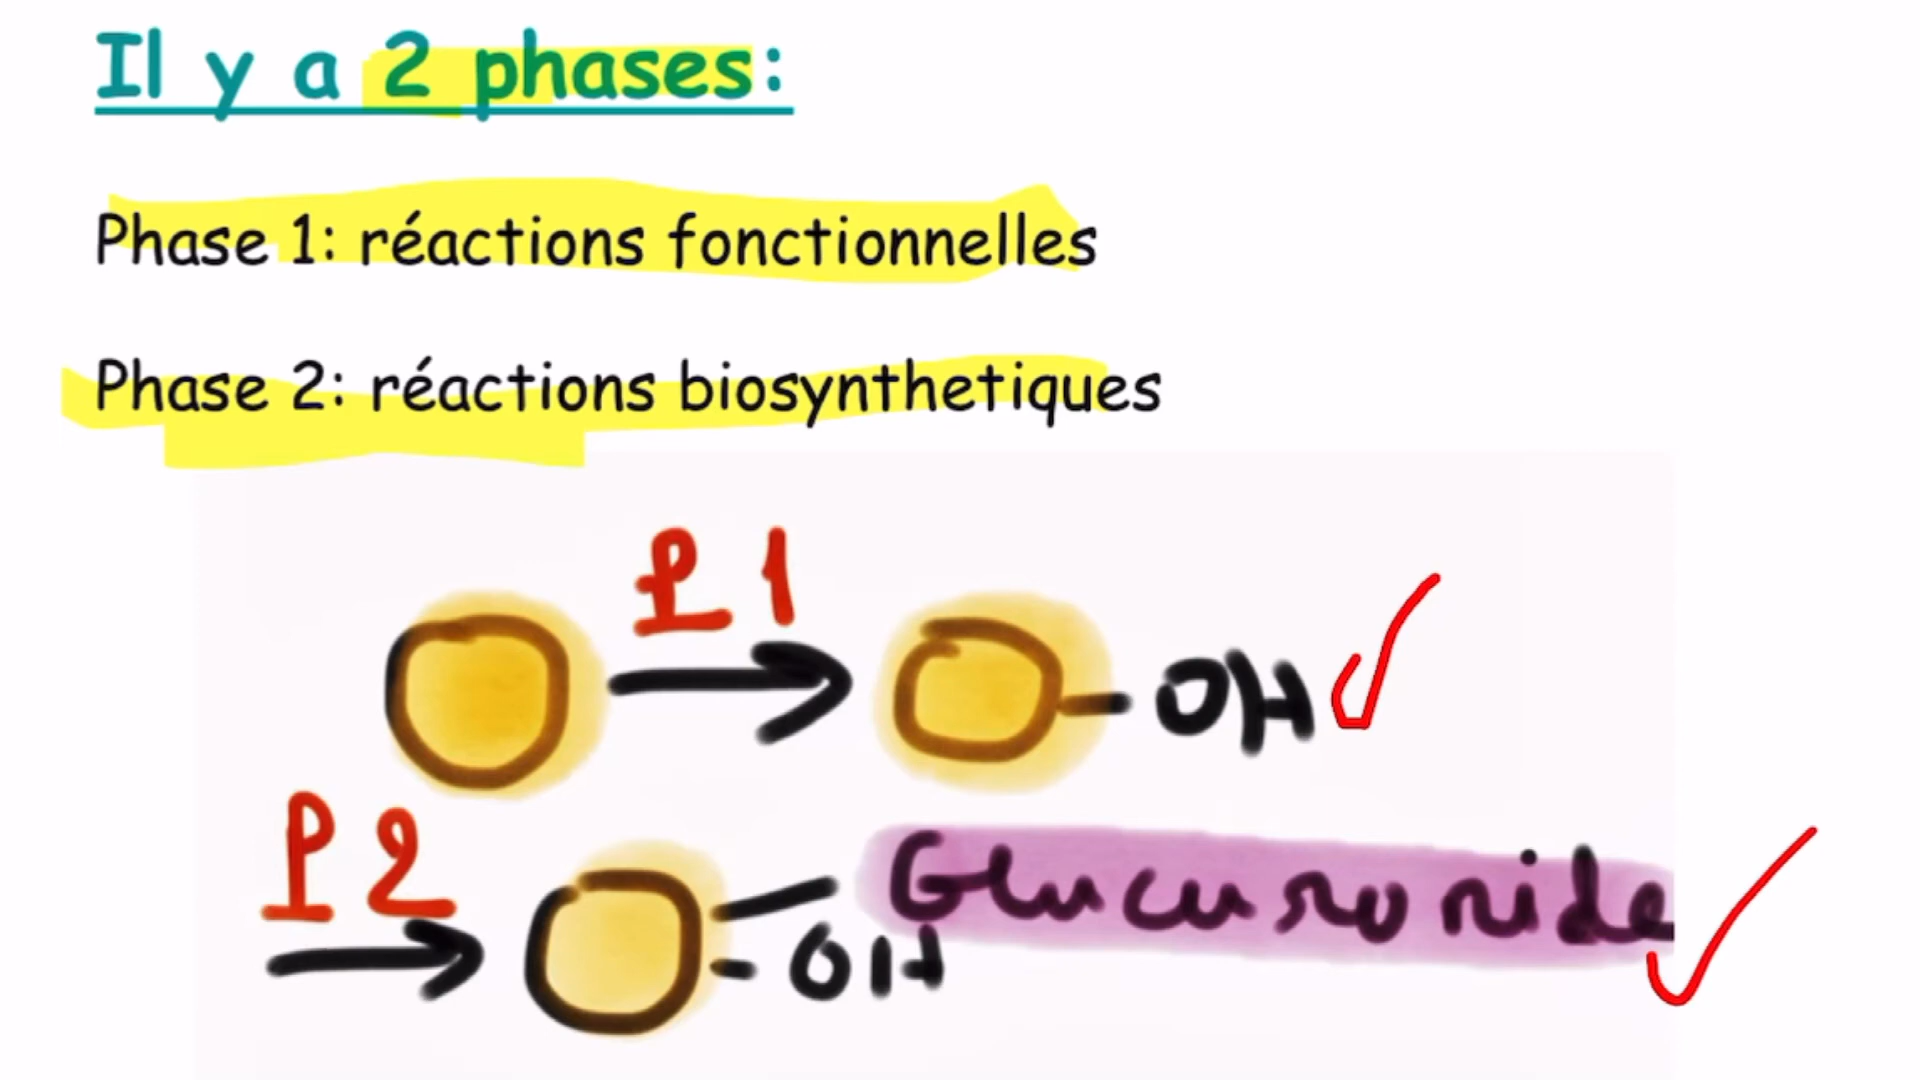 Il y a 2 phases:
Phase 1: réactions fonctionnelles
Phase 2: réactions biosynthetiques
P1
OH
P2
Glucuronide
OH